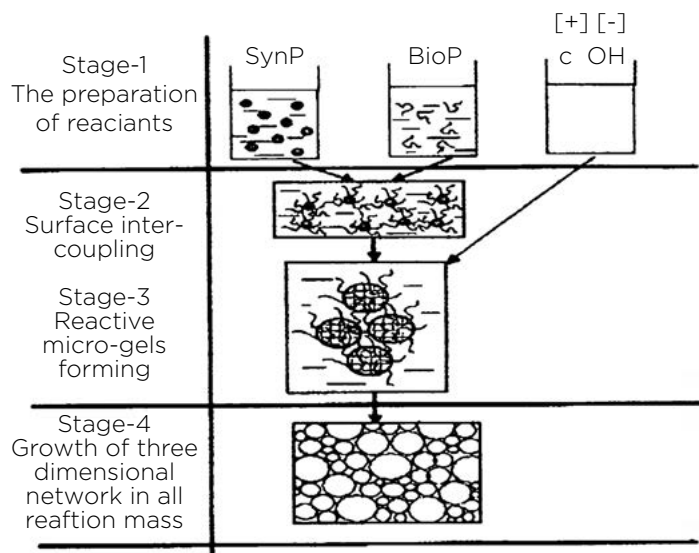 Stage-1
The preparation
of reaciants
SynP
BioP
[+] [-]
c OH
Stage-2
Surface inter-
coupling
Stage-3
Reactive
micro-gels
forming
Stage-4
Growth of three
dimensional
network in all
reaftion mass